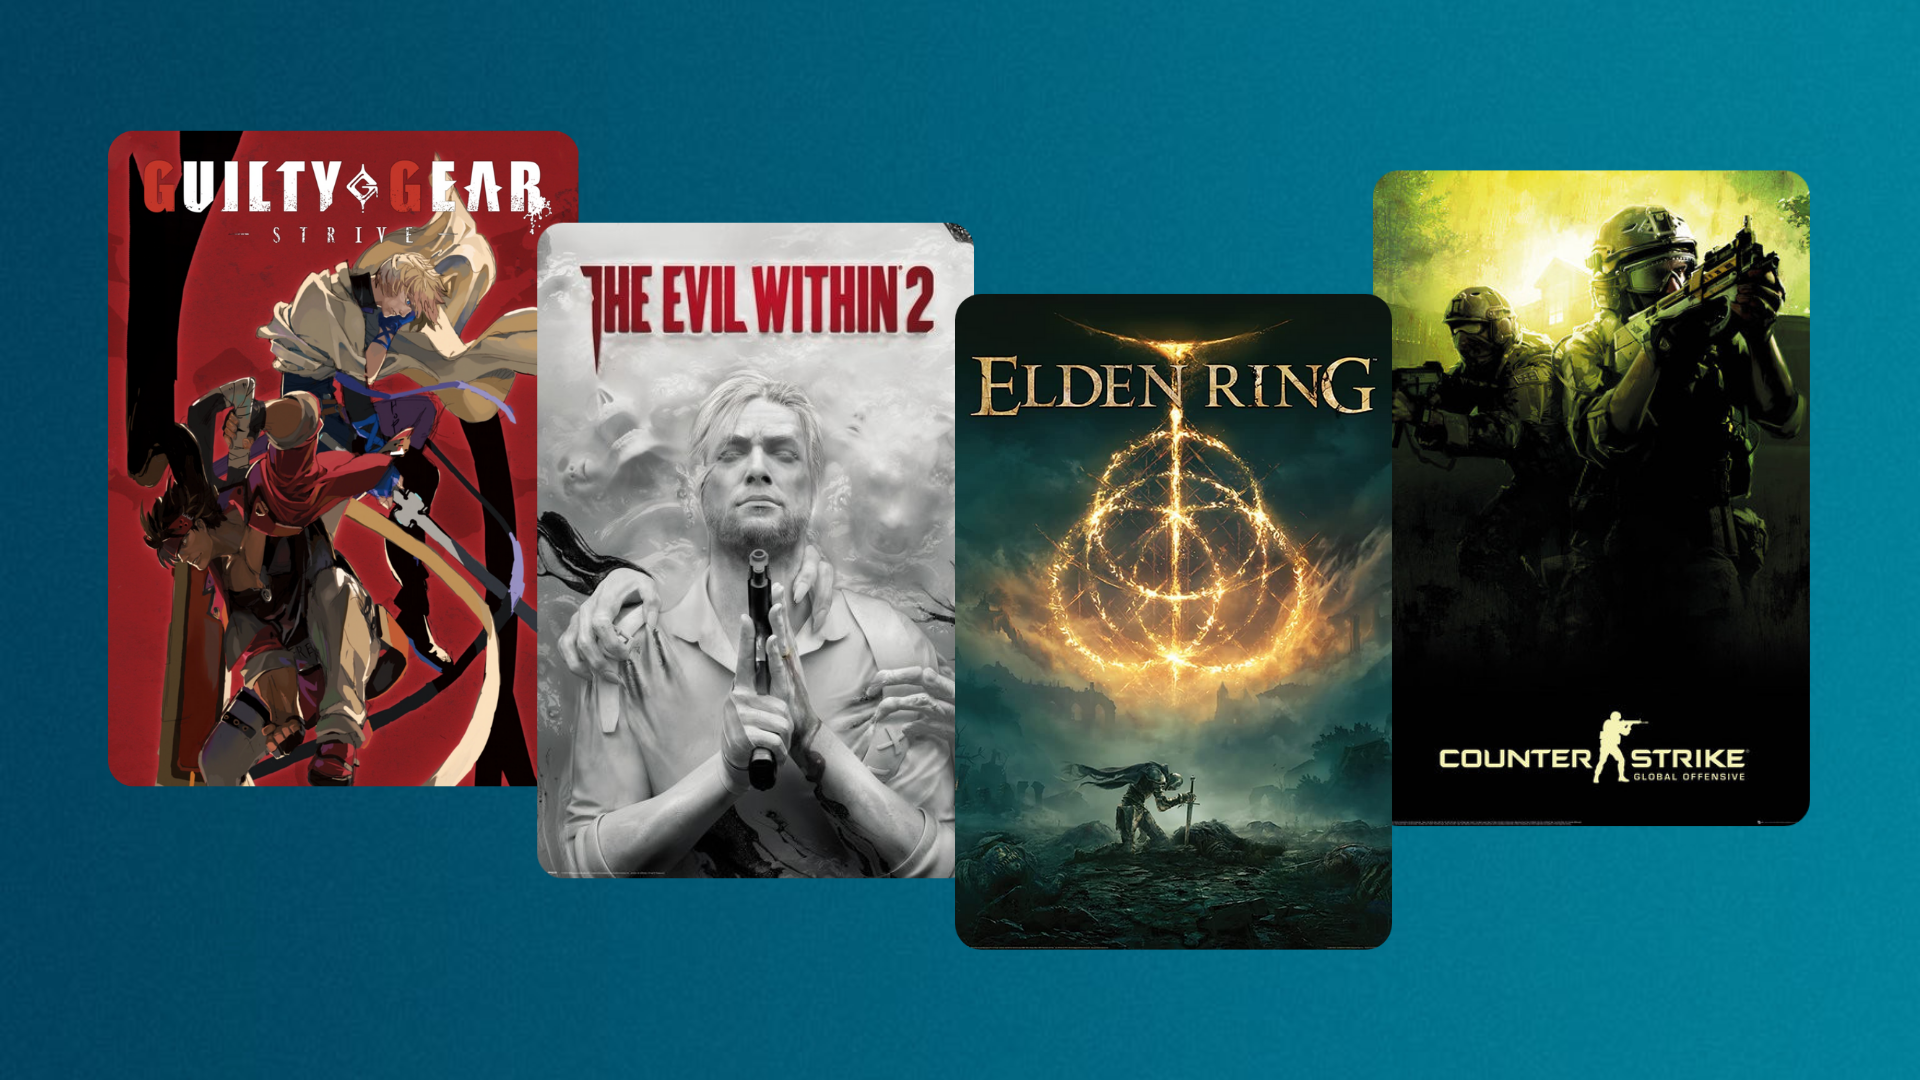 GUILTY GEAR
STRIVE
THE EVIL WITHIN 2
ELDEN RING
COUNTER STRIKE
GLOBAL OFFENSIVE